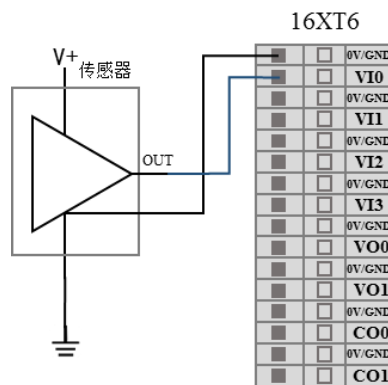 16XT6
V+
传感器
OUT
0V/GND
VI0
0V/GND
VI1
0V/GND
VI2
0V/GND
VI3
0V/GND
VO0
0V/GND
VO1
0V/GND
CO0
0V/GND
CO1